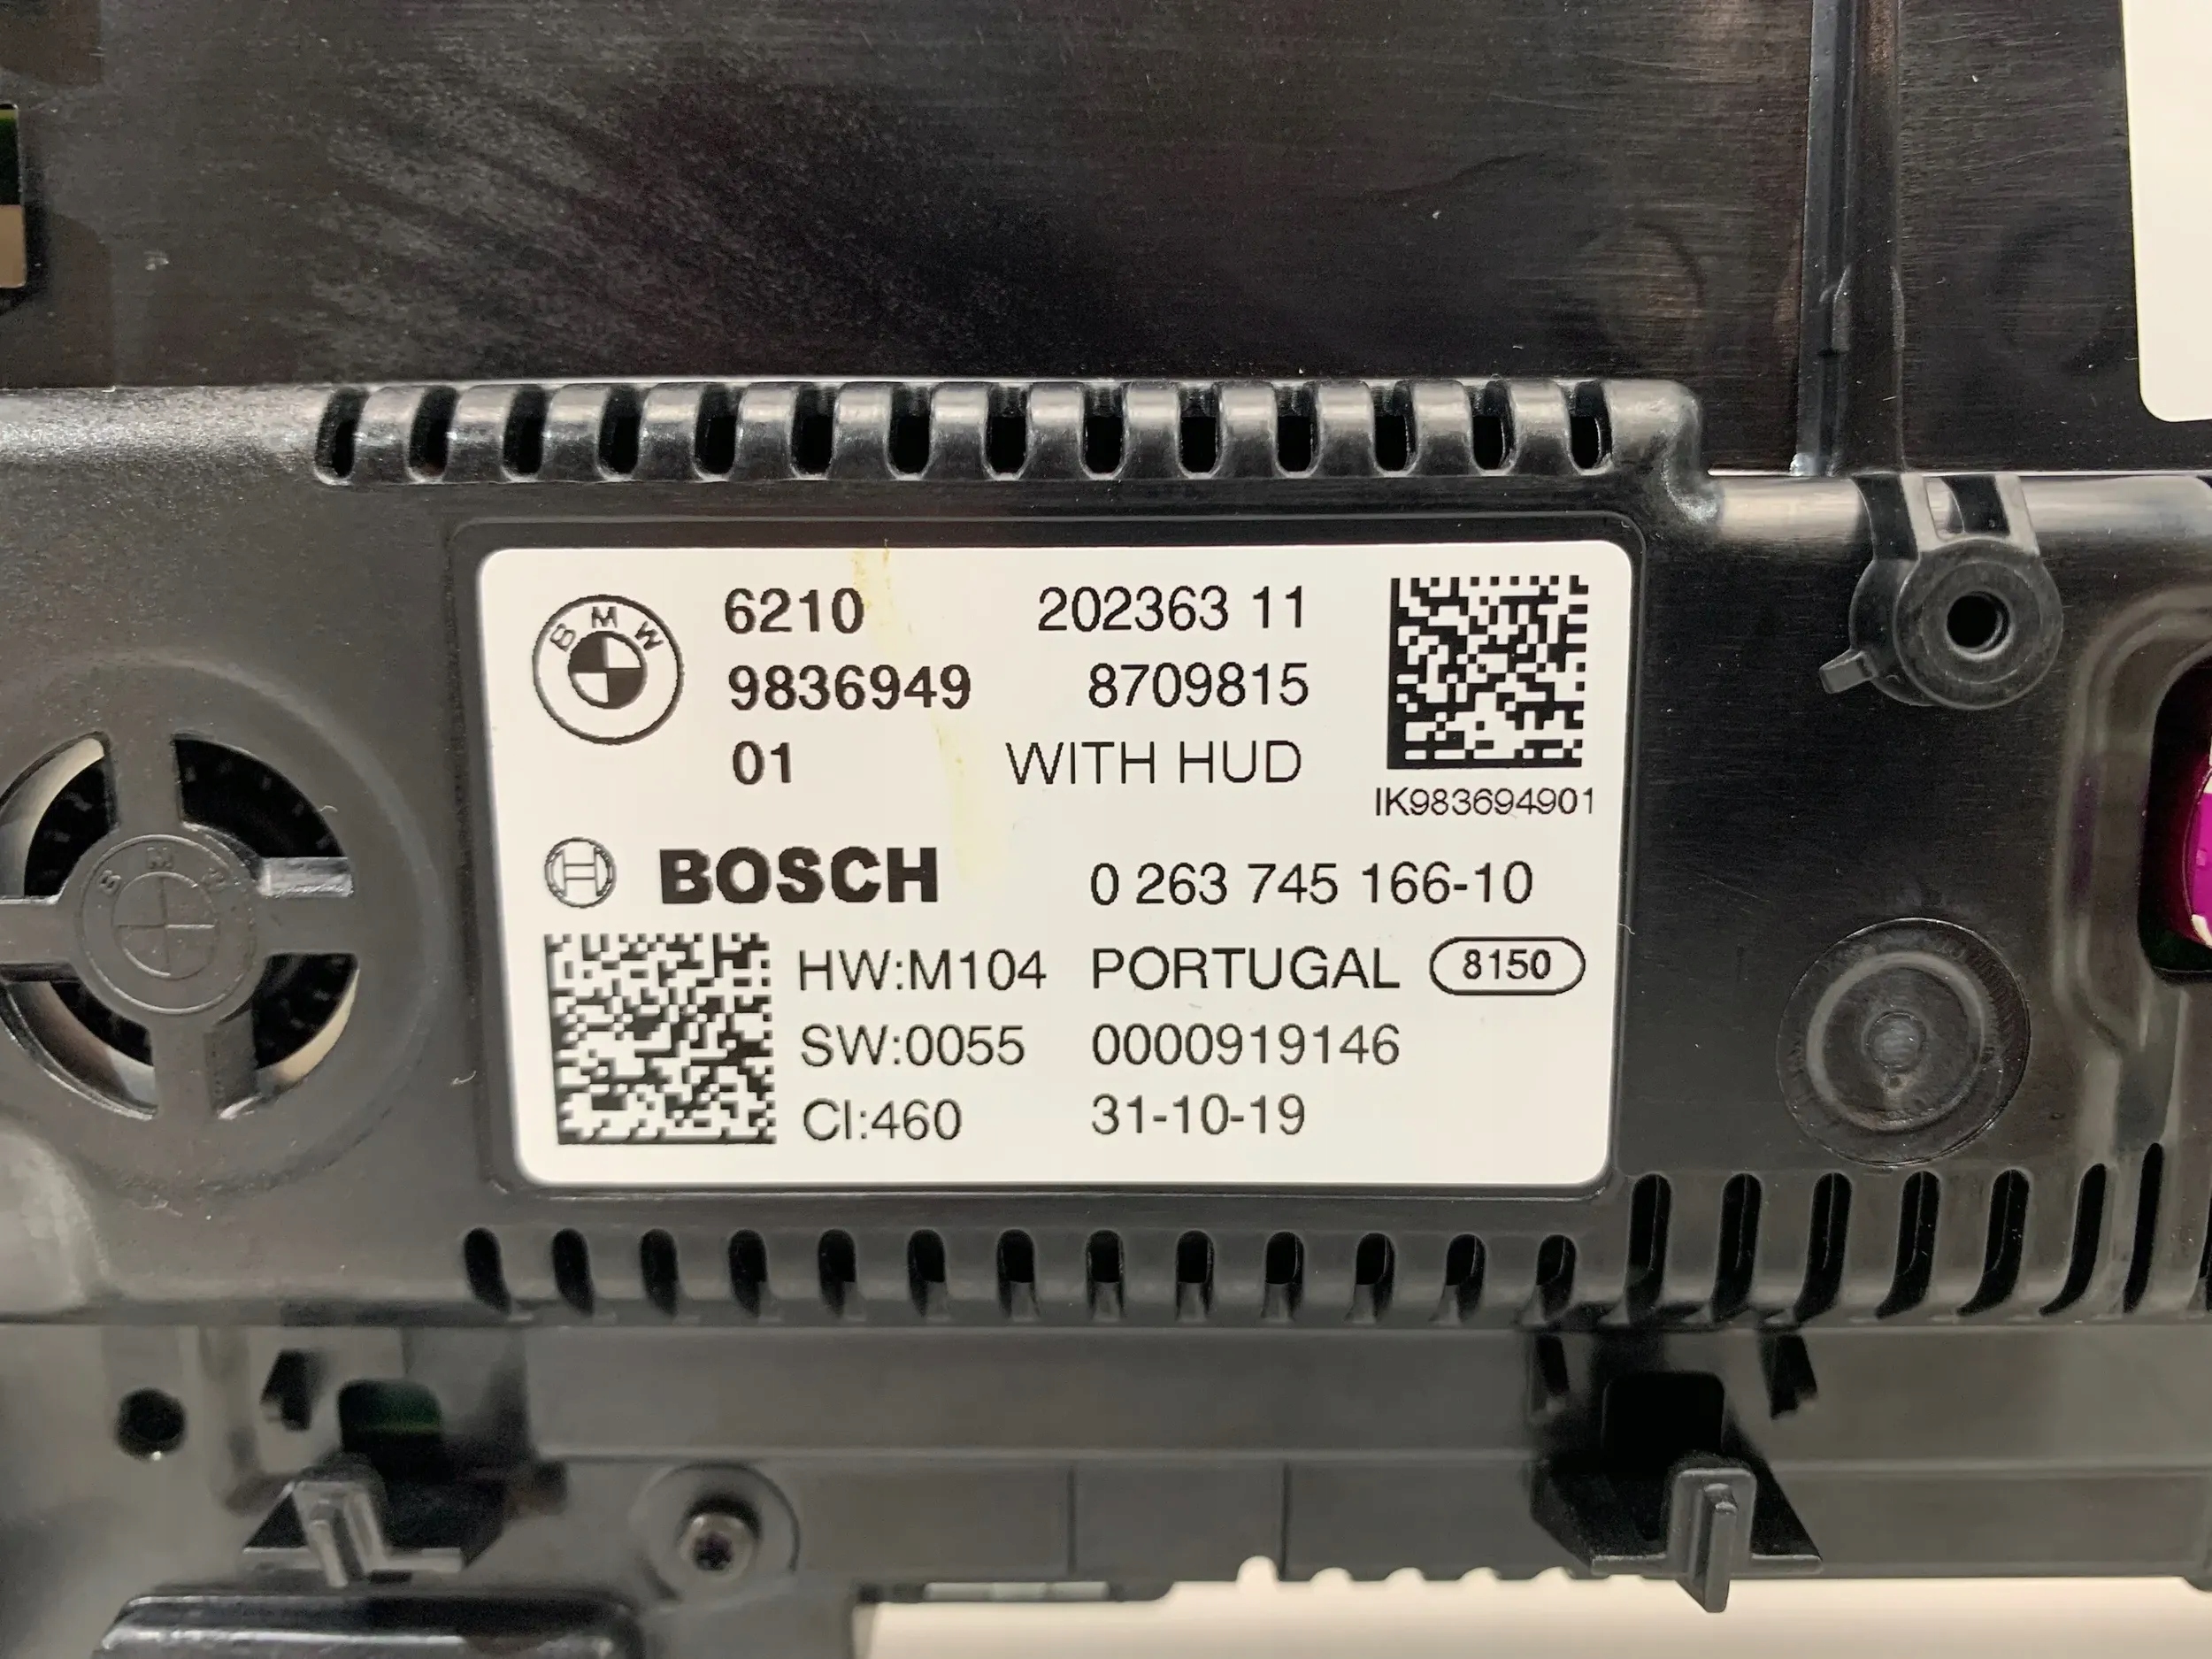 BMW
6210 202363 11
9836949 8709815
01 WITH HUD
IK983694901
BOSCH 0 263 745 166-10
HW:M104 PORTUGAL 8150
SW:0055 0000919146
CI:460 31-10-19